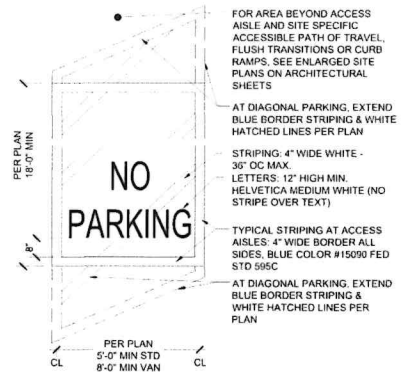 FOR AREA BEYOND ACCESS
AISLE AND SITE SPECIFIC
ACCESSIBLE PATH OF TRAVEL,
FLUSH TRANSITIONS OR CURB
RAMPS, SEE ENLARGED SITE
PLANS ON ARCHITECTURAL
SHEETS
AT DIAGONAL PARKING, EXTEND
BLUE BORDER STRIPING & WHITE
HATCHED LINES PER PLAN
STRIPING: 4" WIDE WHITE -
36" OC MAX.
LETTERS: 12" HIGH MIN.
HELVETICA MEDIUM WHITE (NO
STRIPE OVER TEXT)
TYPICAL STRIPING AT ACCESS
AISLES: 4" WIDE BORDER ALL
SIDES, BLUE COLOR #15090 FED
STD 595C
AT DIAGONAL PARKING, EXTEND
BLUE BORDER STRIPING &
WHITE HATCHED LINES PER
PLAN
PER PLAN
18'-0" MIN
8"
NO
PARKING
PER PLAN
5'-0" MIN STD
8'-0" MIN VAN
CL
CL